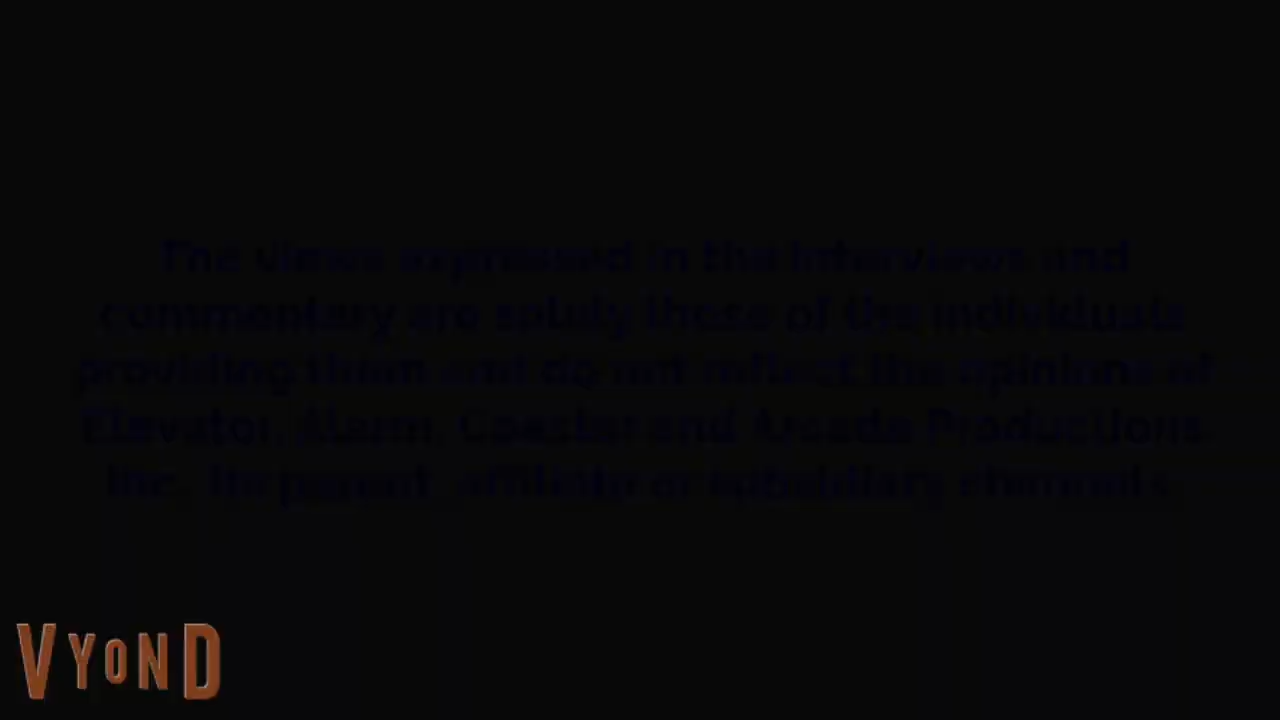 The views expressed in the interviews and
commentary are solely those of the individuals
providing them and do not reflect the opinions of
Elevator, Alarm, Coaster and Arcade Productions
Inc., its parent, affiliate or subsidiary
VYOND